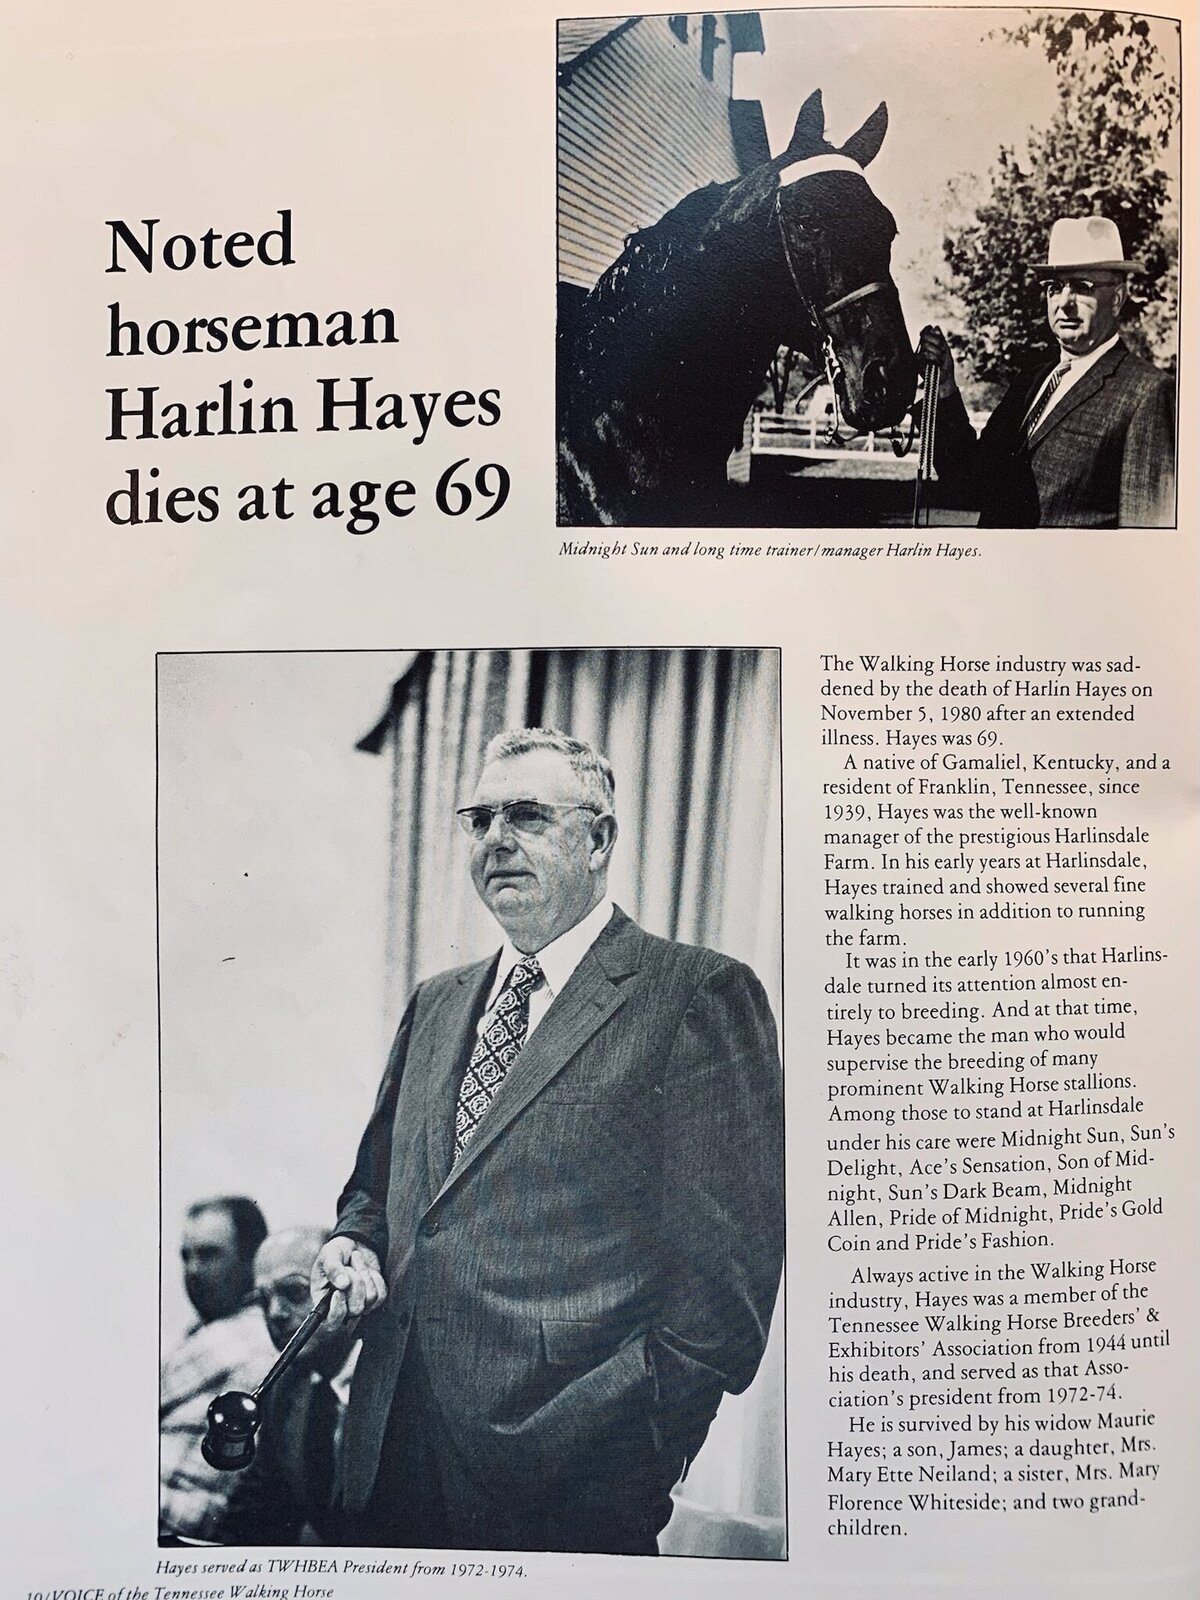 Noted
horseman
Harlin Hayes
dies at age 69
Midnight Sun and long time trainer/manager Harlin Hayes.
The Walking Horse industry was sad-
dened by the death of Harlin Hayes on
November 5, 1980 after an extended
illness. Hayes was 69.
A native of Gamaliel, Kentucky, and a
resident of Franklin, Tennessee, since
1939, Hayes was the well-known
manager of the prestigious Harlinsdale
Farm. In his early years at Harlinsdale,
Hayes trained and showed several fine
walking horses in addition to running
the farm.
It was in the early 1960's that Harlins-
dale turned its attention almost en-
tirely to breeding. And at that time,
Hayes became the man who would
supervise the breeding of many
prominent Walking Horse stallions.
Among those to stand at Harlinsdale
under his care were Midnight Sun, Sun's
Delight, Ace's Sensation, Son of Mid-
night, Sun's Dark Beam, Midnight
Allen, Pride of Midnight, Pride's Gold
Coin and Pride's Fashion.
Always active in the Walking Horse
industry, Hayes was a member of the
Tennessee Walking Horse Breeders' &
Exhibitors' Association from 1944 until
his death, and served as that Asso-
ciation's president from 1972-74.
He is survived by his widow Maurie
Hayes; a son, James; a daughter, Mrs.
Mary Ette Neiland; a sister, Mrs. Mary
Florence Whiteside; and two grand-
children.
Hayes served as TWHBEA President from 1972-1974.
10/VOICE of the Tennessee Walking Horse